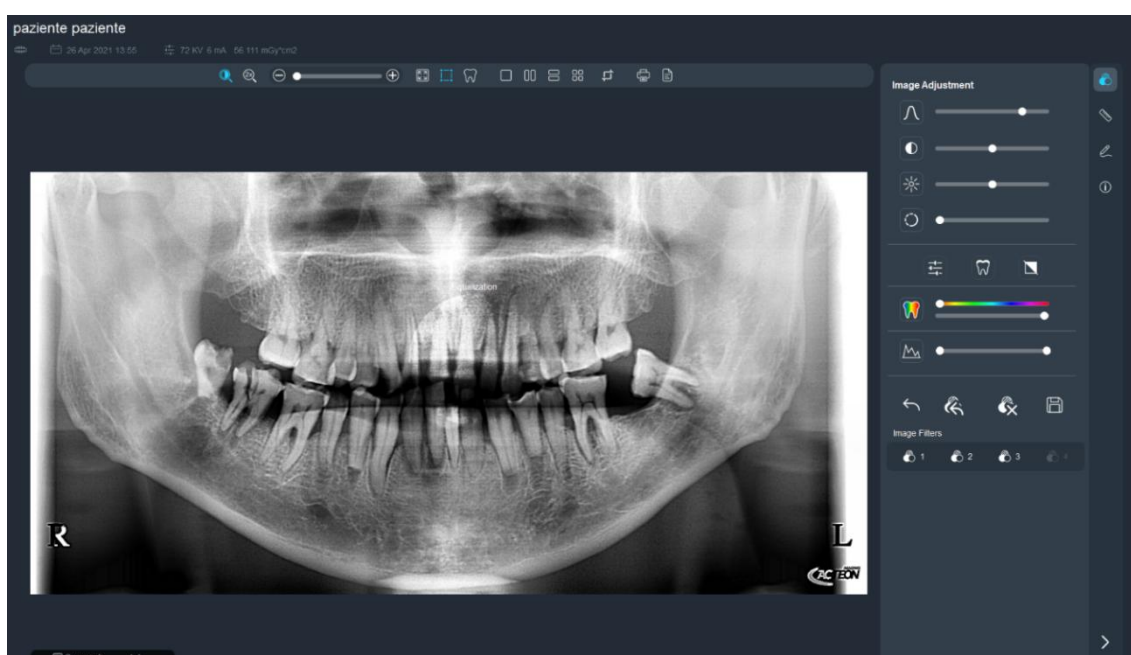 paziente paziente
26 Apr 2021 13:55 72 KV 6 mA 56.111 mGy*cm2
Image Adjustment
R
L
ACTEON
Image Filters
1 2 3 4